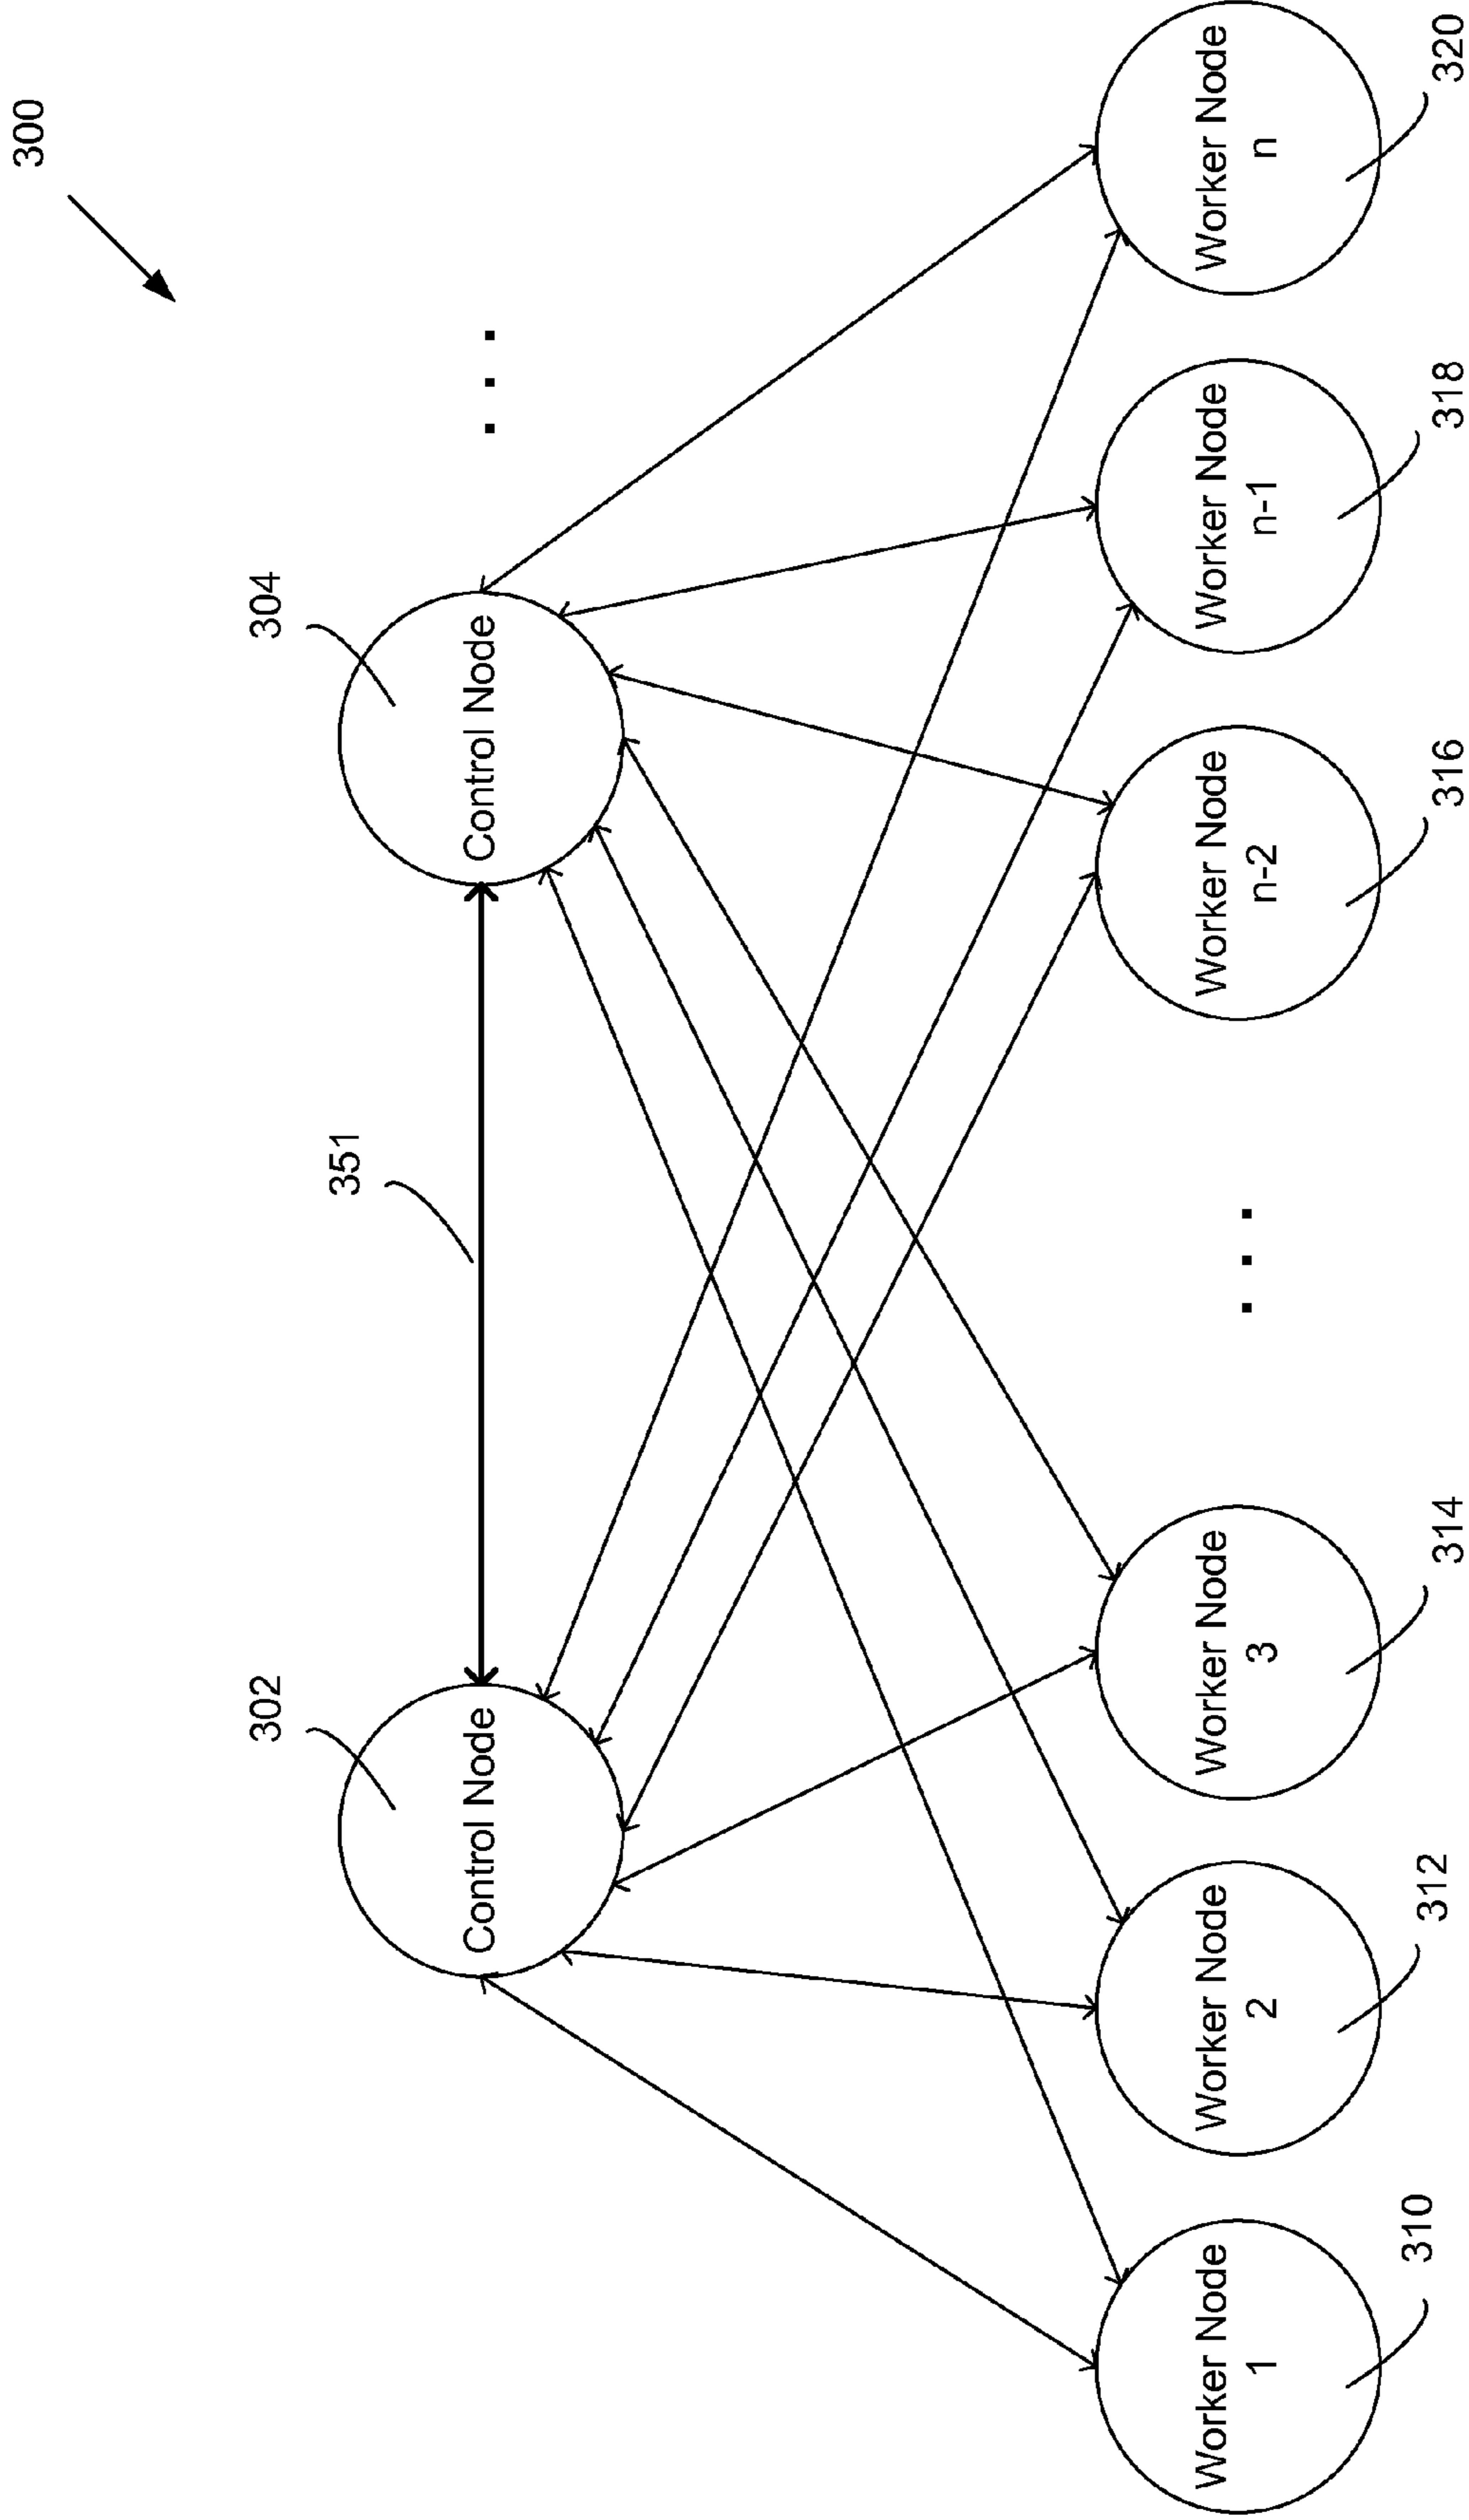 300
304
302
351
Control Node
Control Node
Worker Node
1
Worker Node
2
Worker Node
3
Worker Node
n-2
Worker Node
n-1
Worker Node
n
310
312
314
316
318
320